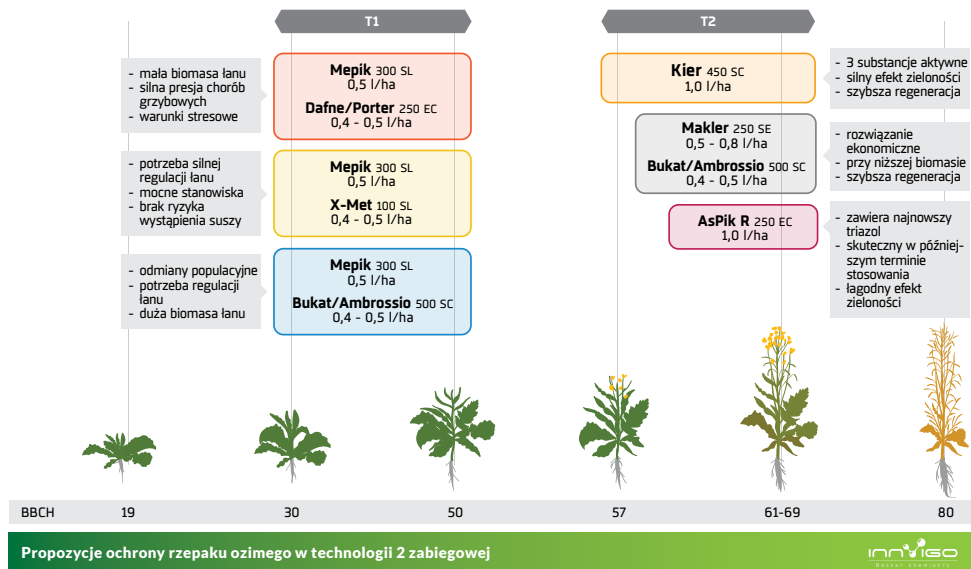 T1
T2
- mała biomasa łanu
- silna presja chorób
grzybowych
- warunki stresowe
Mepik 300 SL
0,5 l/ha
Dafne/Porter 250 EC
0,4 - 0,5 l/ha
- potrzeba silnej
regulacji łanu
- mocne stanowiska
- brak ryzyka
wystąpienia suszy
Mepik 300 SL
0,5 l/ha
X-Met 100 SL
0,4 - 0,5 l/ha
- odmiany populacyjne
- potrzeba regulacji
łanu
- duża biomasa łanu
Mepik 300 SL
0,5 l/ha
Bukat/Ambrossio 500 SC
0,4 - 0,5 l/ha
Kier 450 SC
1,0 l/ha
- 3 substancje aktywne
- silny efekt zieloności
- szybsza regeneracja
Makler 250 SE
0,5 - 0,8 l/ha
Bukat/Ambrossio 500 SC
0,4 - 0,5 l/ha
- rozwiązanie
ekonomiczne
- przy niższej biomasie
- szybsza regeneracja
AsPik R 250 EC
1,0 l/ha
- zawiera najnowszy
triazol
- skuteczny w później-
szym terminie
stosowania
- łagodny efekt
zieloności
BBCH 19 30 50 57 61-69 80
Propozycje ochrony rzepaku ozimego w technologii 2 zabiegowej
INNVIGO
Better chemistry